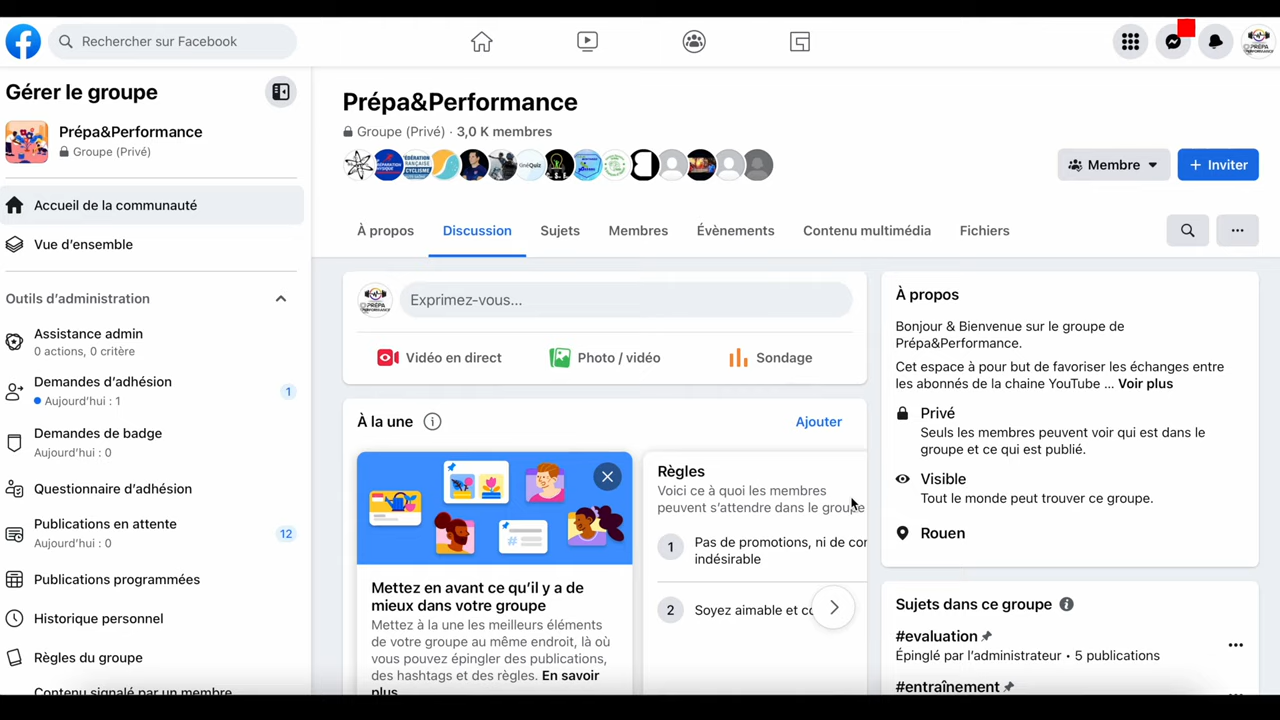 Rechercher sur Facebook
Gérer le groupe
Prépa&Performance
Groupe (Privé)
Accueil de la communauté
Vue d'ensemble
Outils d'administration
Assistance admin
0 actions, 0 critère
Demandes d'adhésion
Aujourd'hui : 1
1
Demandes de badge
Aujourd'hui : 0
Questionnaire d'adhésion
Publications en attente
Aujourd'hui : 0
12
Publications programmées
Historique personnel
Règles du groupe
Contenu signalé par un membre
Prépa&Performance
Groupe (Privé) · 3,0 K membres
Membre
+ Inviter
À propos
Discussion
Sujets
Membres
Évènements
Contenu multimédia
Fichiers
Exprimez-vous...
Vidéo en direct
Photo / vidéo
Sondage
À la une
Ajouter
Mettez en avant ce qu'il y a de
mieux dans votre groupe
Mettez à la une les meilleurs éléments
de votre groupe au même endroit, là où
vous pouvez épingler des publications,
des hashtags et des règles. En savoir
plus
Règles
Voici ce à quoi les membres
peuvent s'attendre dans le groupe
1 Pas de promotions, ni de cor
indésirable
2 Soyez aimable et co
À propos
Bonjour & Bienvenue sur le groupe de
Prépa&Performance.
Cet espace à pour but de favoriser les échanges entre
les abonnés de la chaine YouTube ... Voir plus
Privé
Seuls les membres peuvent voir qui est dans le
groupe et ce qui est publié.
Visible
Tout le monde peut trouver ce groupe.
Rouen
Sujets dans ce groupe
#evaluation
Épinglé par l'administrateur • 5 publications
#entraînement